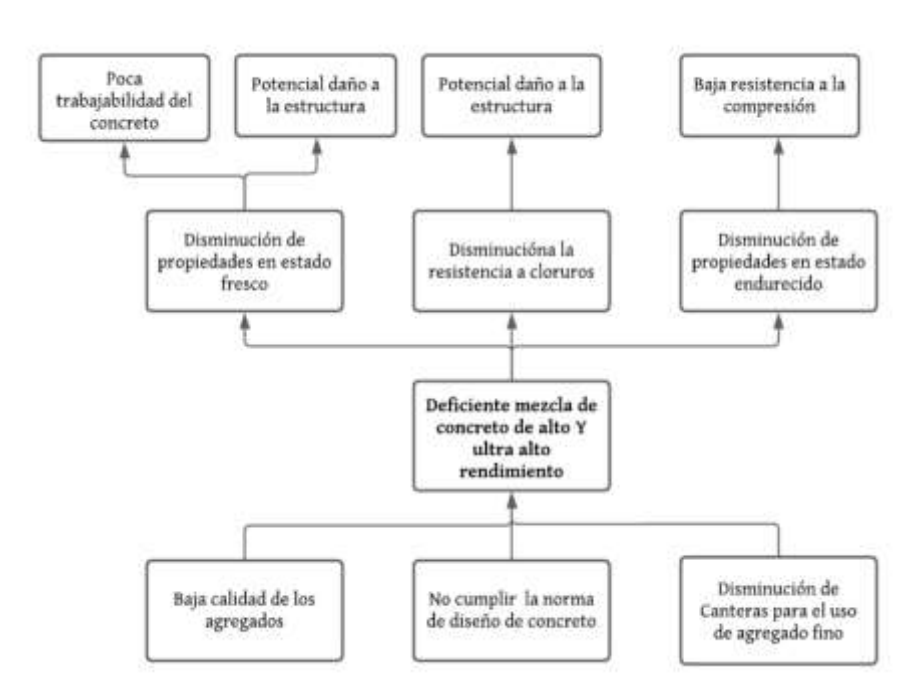 Poca
trabajabilidad del
concreto
Potencial daño a
la estructura
Potencial daño a la
estructura
Baja resistencia a la
compresión
Disminución de
propiedades en estado
fresco
Disminucióna la
resistencia a cloruros
Disminución de
propiedades en estado
endurecido
Deficiente mezcla de
concreto de alto Y
ultra alto
rendimiento
Baja calidad de los
agregados
No cumplir la norma
de diseño de concreto
Disminución de
Canteras para el uso
de agregado fino